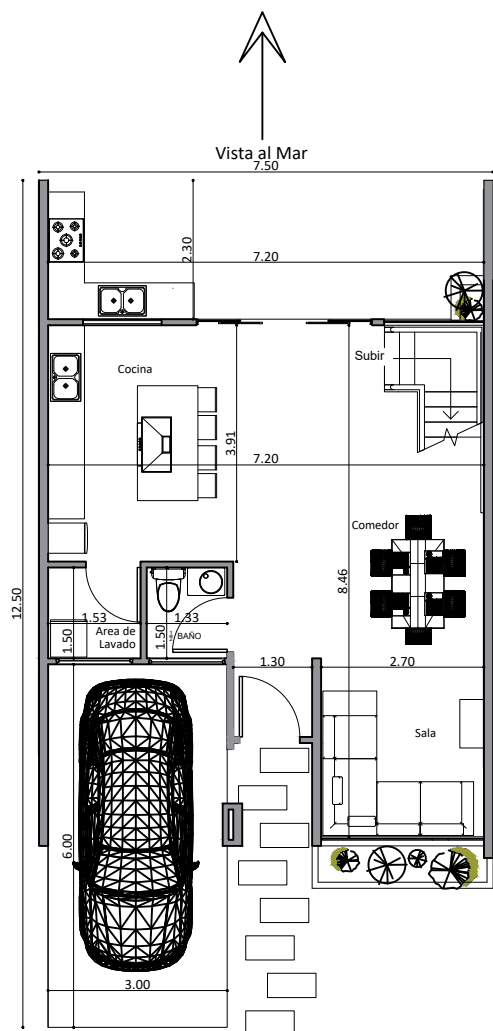 Vista al Mar
7.50
2.30
7.20
Subir
Cocina
3.91
7.20
Comedor
12.50
8.46
1.53
1.33
Area de
Lavado
1.50
1.50
½ BAÑO
1.30
2.70
Sala
6.00
3.00